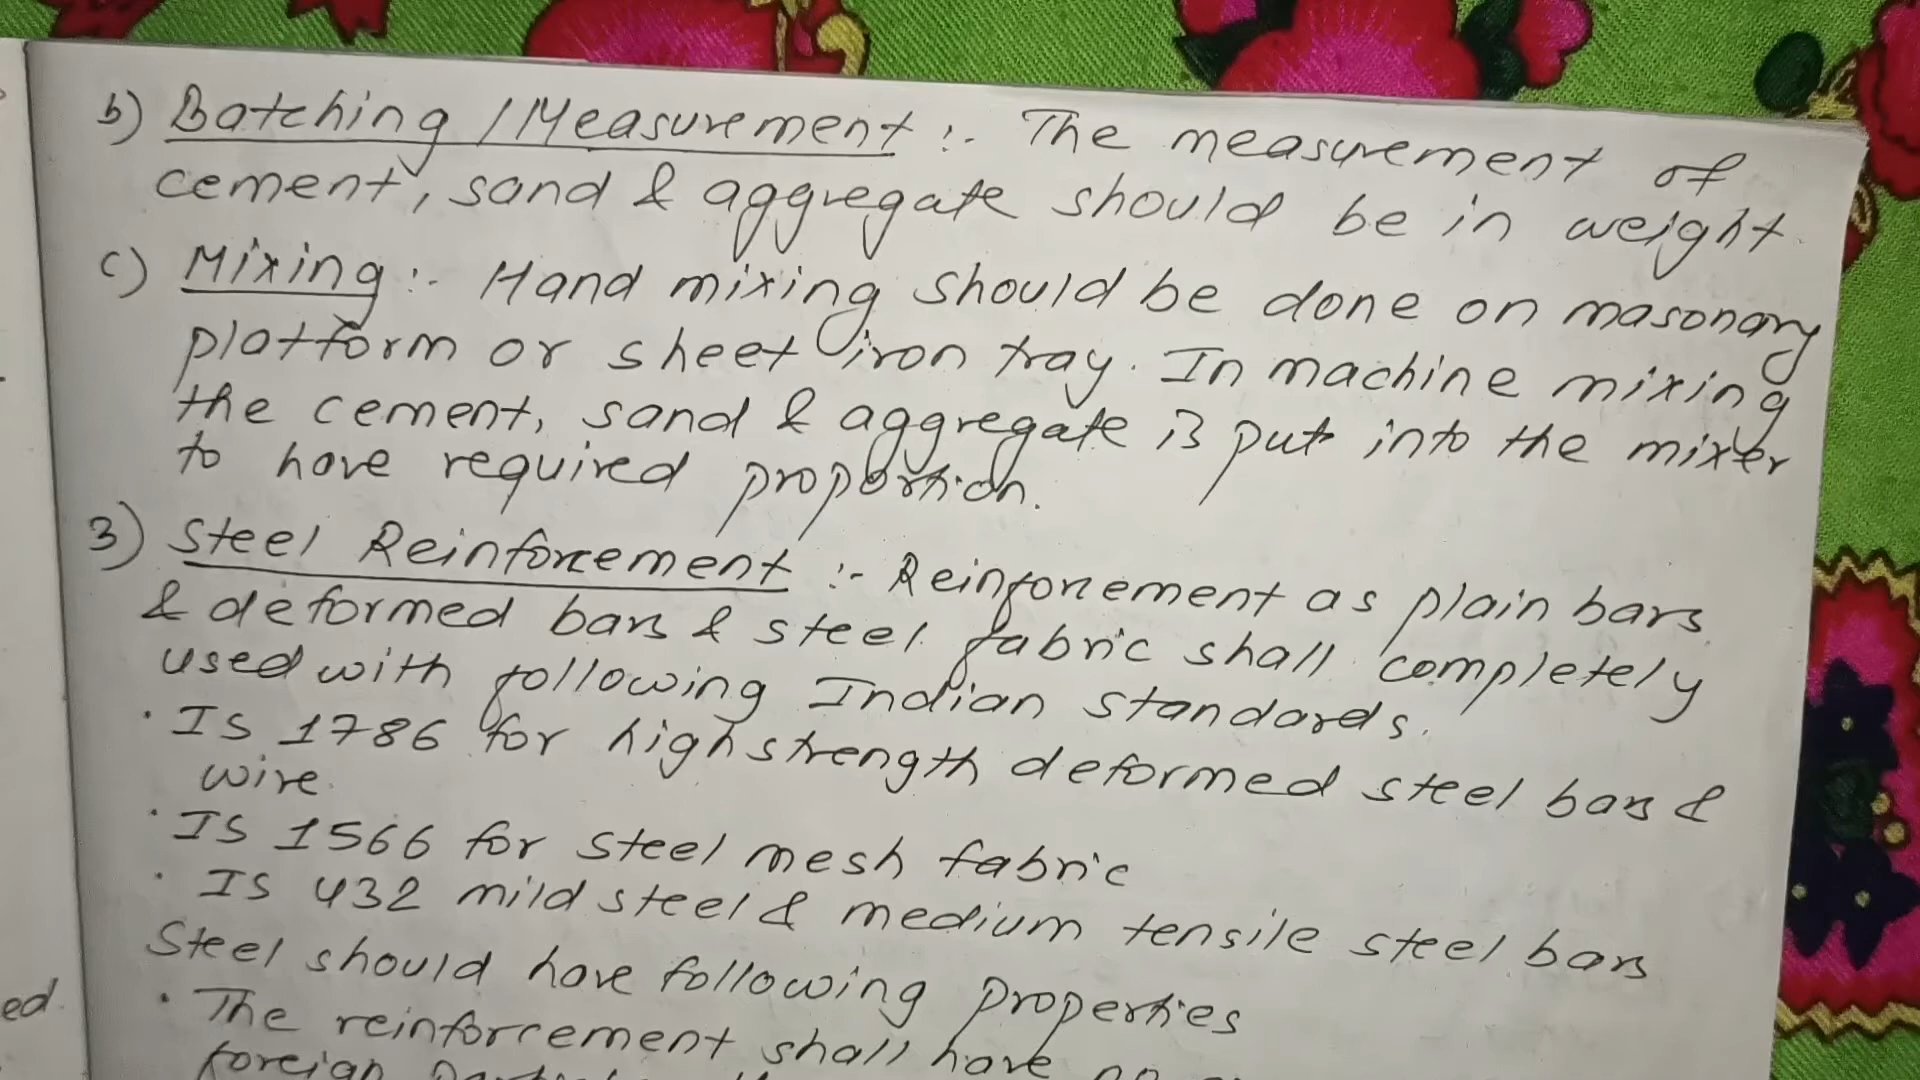 b) Batching / Measurement :- The measurement of
cement, sand & aggregate should be in weight.
c) Mixing :- Hand mixing should be done on masonary
platform or sheet iron tray. In machine mixing
the cement, sand & aggregate is put into the mixer
to have required proportion.
3) Steel Reinforcement :- Reinforcement as plain bars
& deformed bars & steel fabric shall completely
used with following Indian standards.
· IS 1786 for high strength deformed steel bars &
wire.
· IS 1566 for steel mesh fabric
· IS 432 mild steel & medium tensile steel bars
Steel should have following properties
· The reinforcement shall have no
foreign
ed